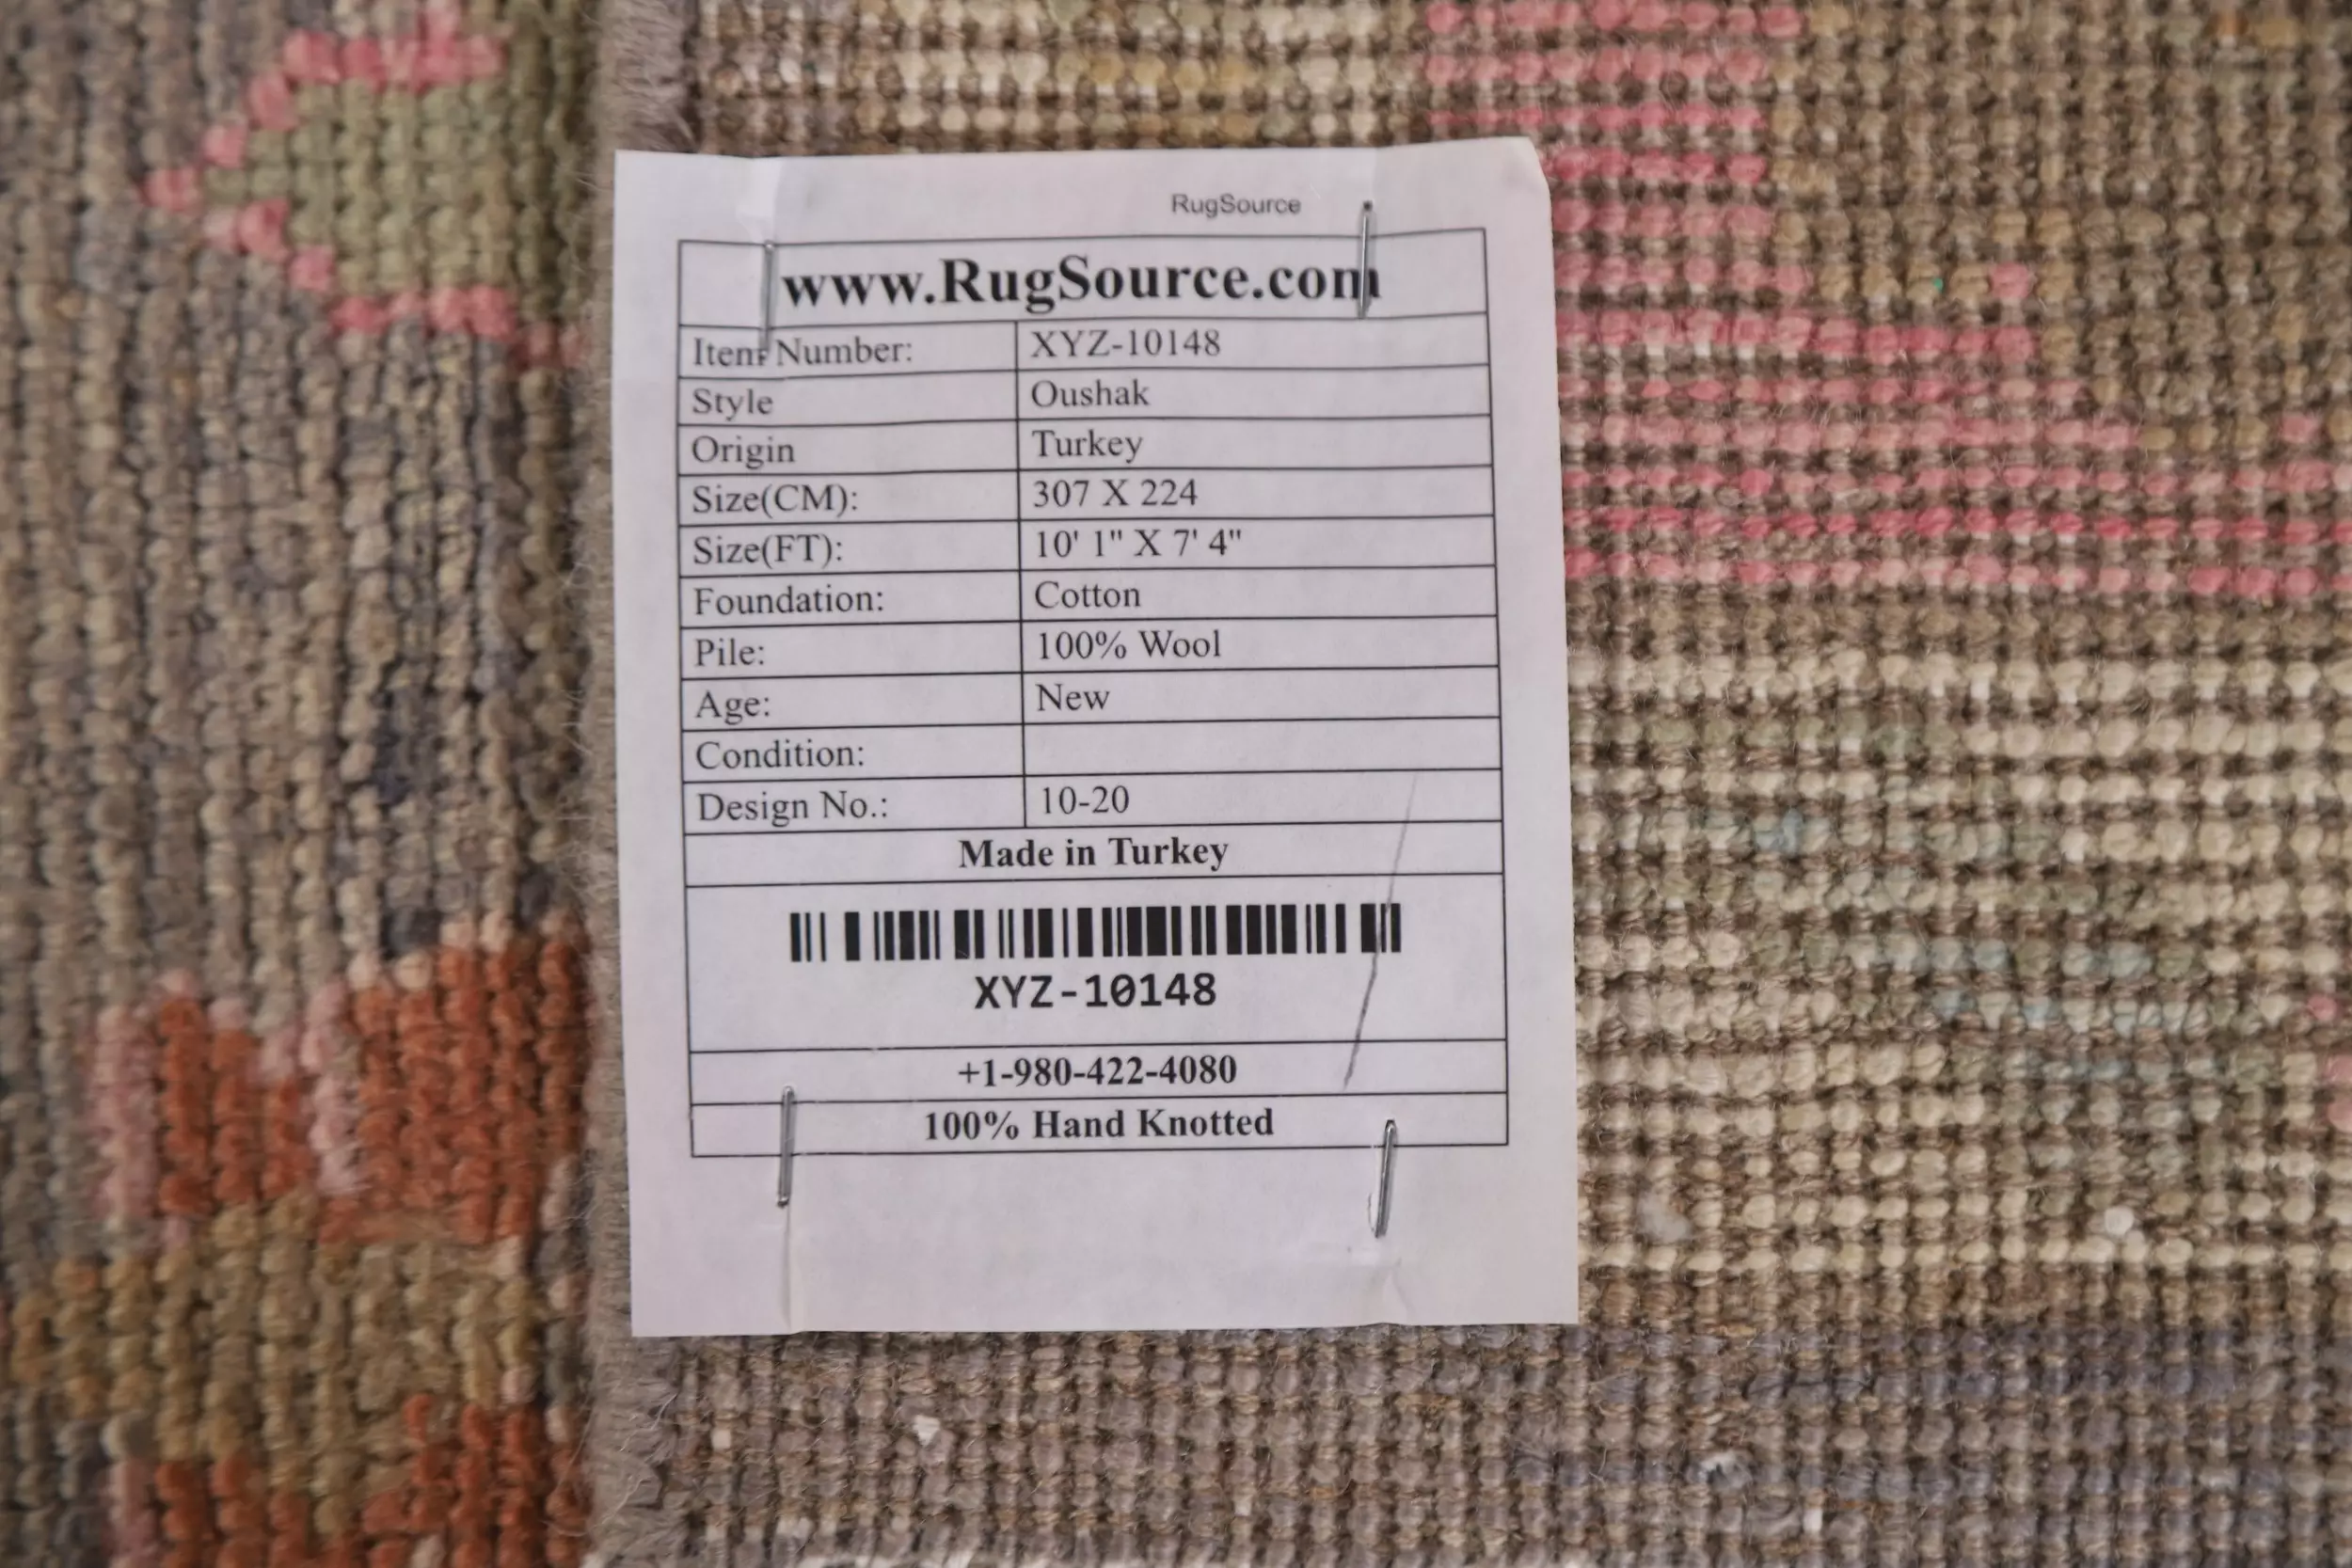 RugSource
www.RugSource.com
Item Number: XYZ-10148
Style Oushak
Origin Turkey
Size(CM): 307 X 224
Size(FT): 10' 1" X 7' 4"
Foundation: Cotton
Pile: 100% Wool
Age: New
Condition:
Design No.: 10-20
Made in Turkey
XYZ-10148
+1-980-422-4080
100% Hand Knotted